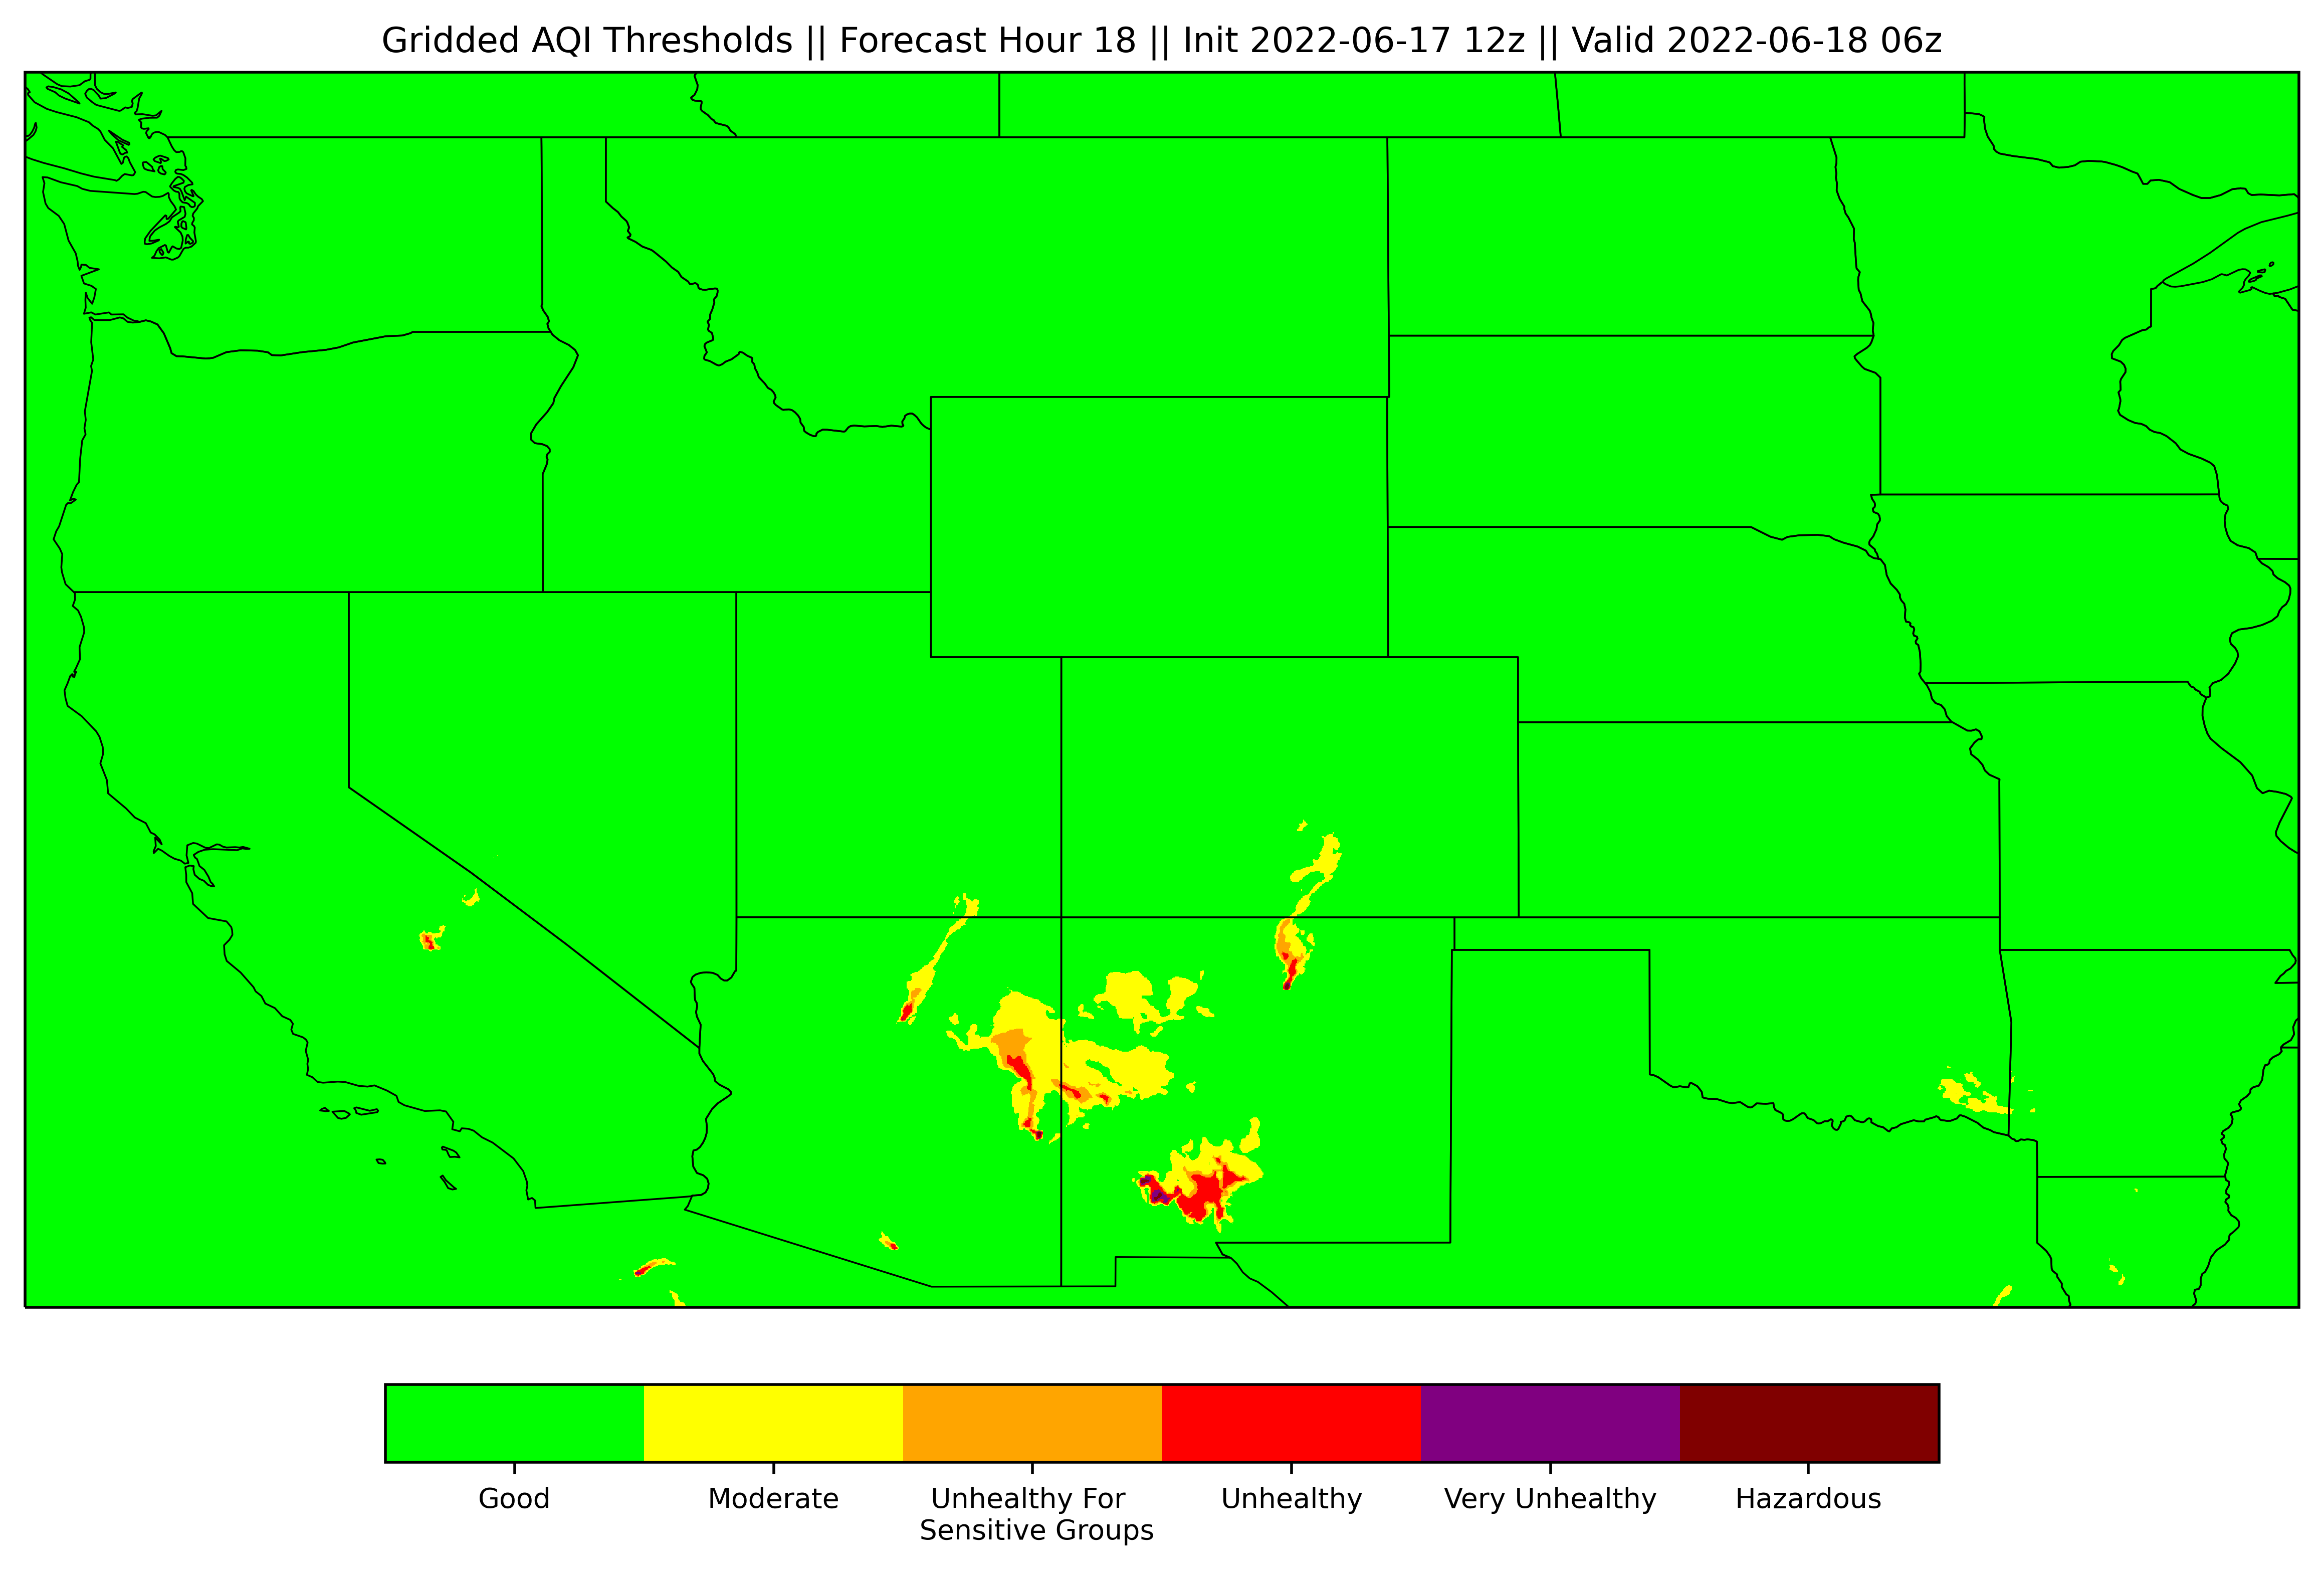 Gridded AQI Thresholds || Forecast Hour 18 || Init 2022-06-17 12z || Valid 2022-06-18 06z
Good
Moderate
Unhealthy For
Sensitive Groups
Unhealthy
Very Unhealthy
Hazardous